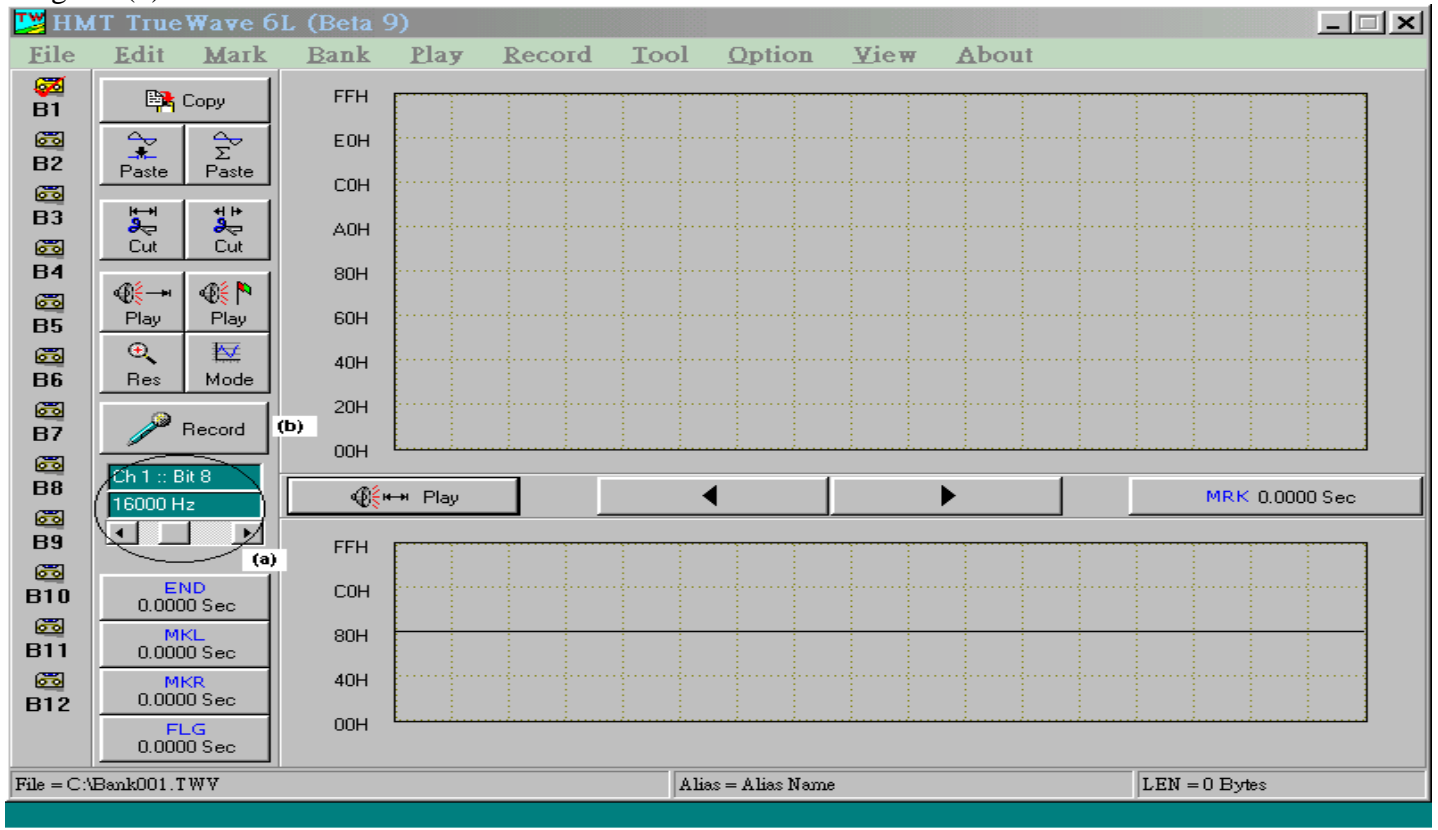 HMT TrueWave 6L (Beta 9)
File Edit Mark Bank Play Record Tool Option View About
B1
B2
B3
B4
B5
B6
B7
B8
B9
B10
B11
B12
Copy
Paste Paste
Cut Cut
Play Play
Res Mode
Record
(b)
Ch 1 :: Bit 8
16000 Hz
(a)
END
0.0000 Sec
MKL
0.0000 Sec
MKR
0.0000 Sec
FLG
0.0000 Sec
FFH
E0H
C0H
A0H
80H
60H
40H
20H
00H
Play
MRK 0.0000 Sec
FFH
C0H
80H
40H
00H
File = C:\Bank001.TWV
Alias = Alias Name
LEN = 0 Bytes